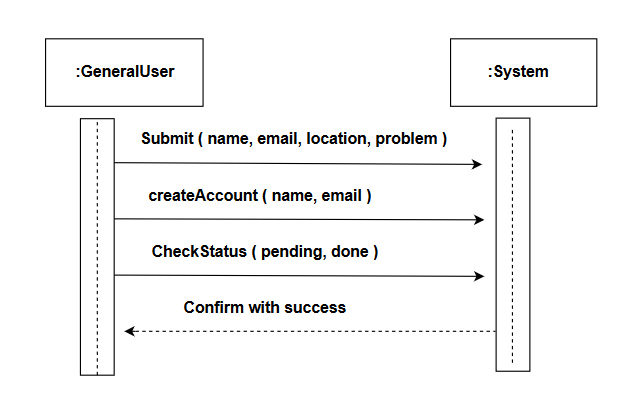 :GeneralUser
:System
Submit ( name, email, location, problem )
createAccount ( name, email )
CheckStatus ( pending, done )
Confirm with success